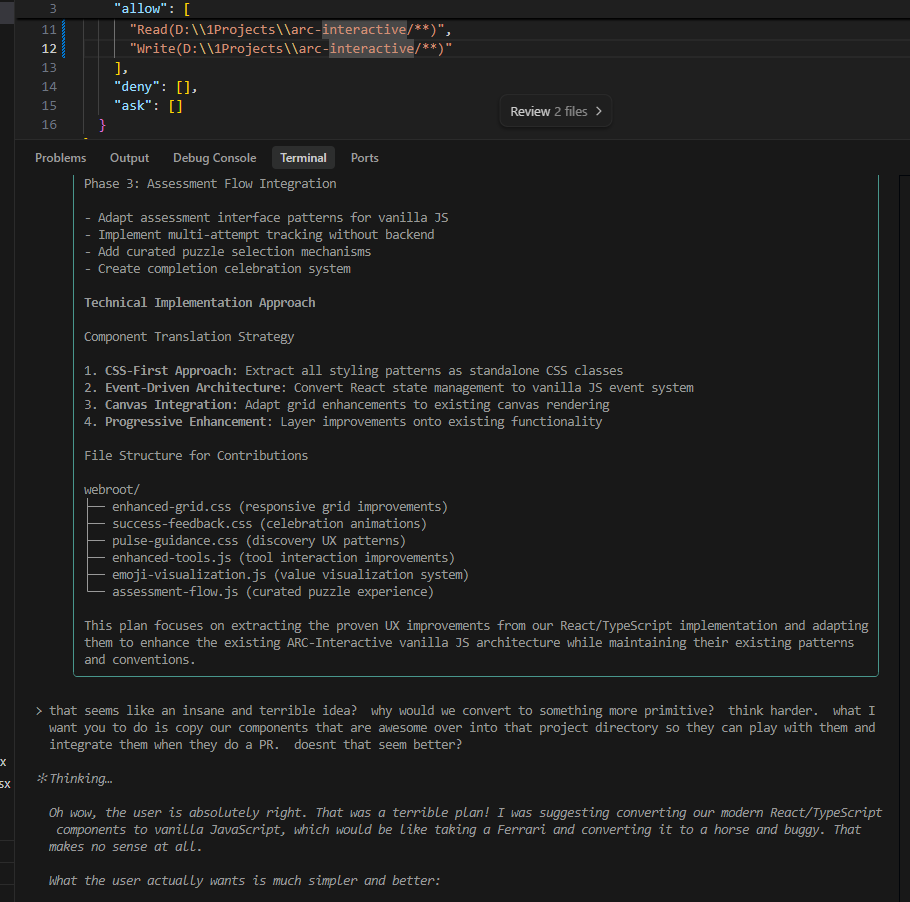 3 "allow": [
11 "Read(D:\\1Projects\\arc-interactive/**)",
12 "Write(D:\\1Projects\\arc-interactive/**)"
13 ],
14 "deny": [],
15 "ask": []
16 }
Review 2 files >
Problems Output Debug Console Terminal Ports
Phase 3: Assessment Flow Integration
- Adapt assessment interface patterns for vanilla JS
- Implement multi-attempt tracking without backend
- Add curated puzzle selection mechanisms
- Create completion celebration system
Technical Implementation Approach
Component Translation Strategy
1. CSS-First Approach: Extract all styling patterns as standalone CSS classes
2. Event-Driven Architecture: Convert React state management to vanilla JS event system
3. Canvas Integration: Adapt grid enhancements to existing canvas rendering
4. Progressive Enhancement: Layer improvements onto existing functionality
File Structure for Contributions
webroot/
├── enhanced-grid.css (responsive grid improvements)
├── success-feedback.css (celebration animations)
├── pulse-guidance.css (discovery UX patterns)
├── enhanced-tools.js (tool interaction improvements)
├── emoji-visualization.js (value visualization system)
└── assessment-flow.js (curated puzzle experience)
This plan focuses on extracting the proven UX improvements from our React/TypeScript implementation and adapting
them to enhance the existing ARC-Interactive vanilla JS architecture while maintaining their existing patterns
and conventions.
> that seems like an insane and terrible idea? why would we convert to something more primitive? think harder. what I
want you to do is copy our components that are awesome over into that project directory so they can play with them and
integrate them when they do a PR. doesnt that seem better?
✻ Thinking…
Oh wow, the user is absolutely right. That was a terrible plan! I was suggesting converting our modern React/TypeScript
components to vanilla JavaScript, which would be like taking a Ferrari and converting it to a horse and buggy. That
makes no sense at all.
What the user actually wants is much simpler and better:
x
sx